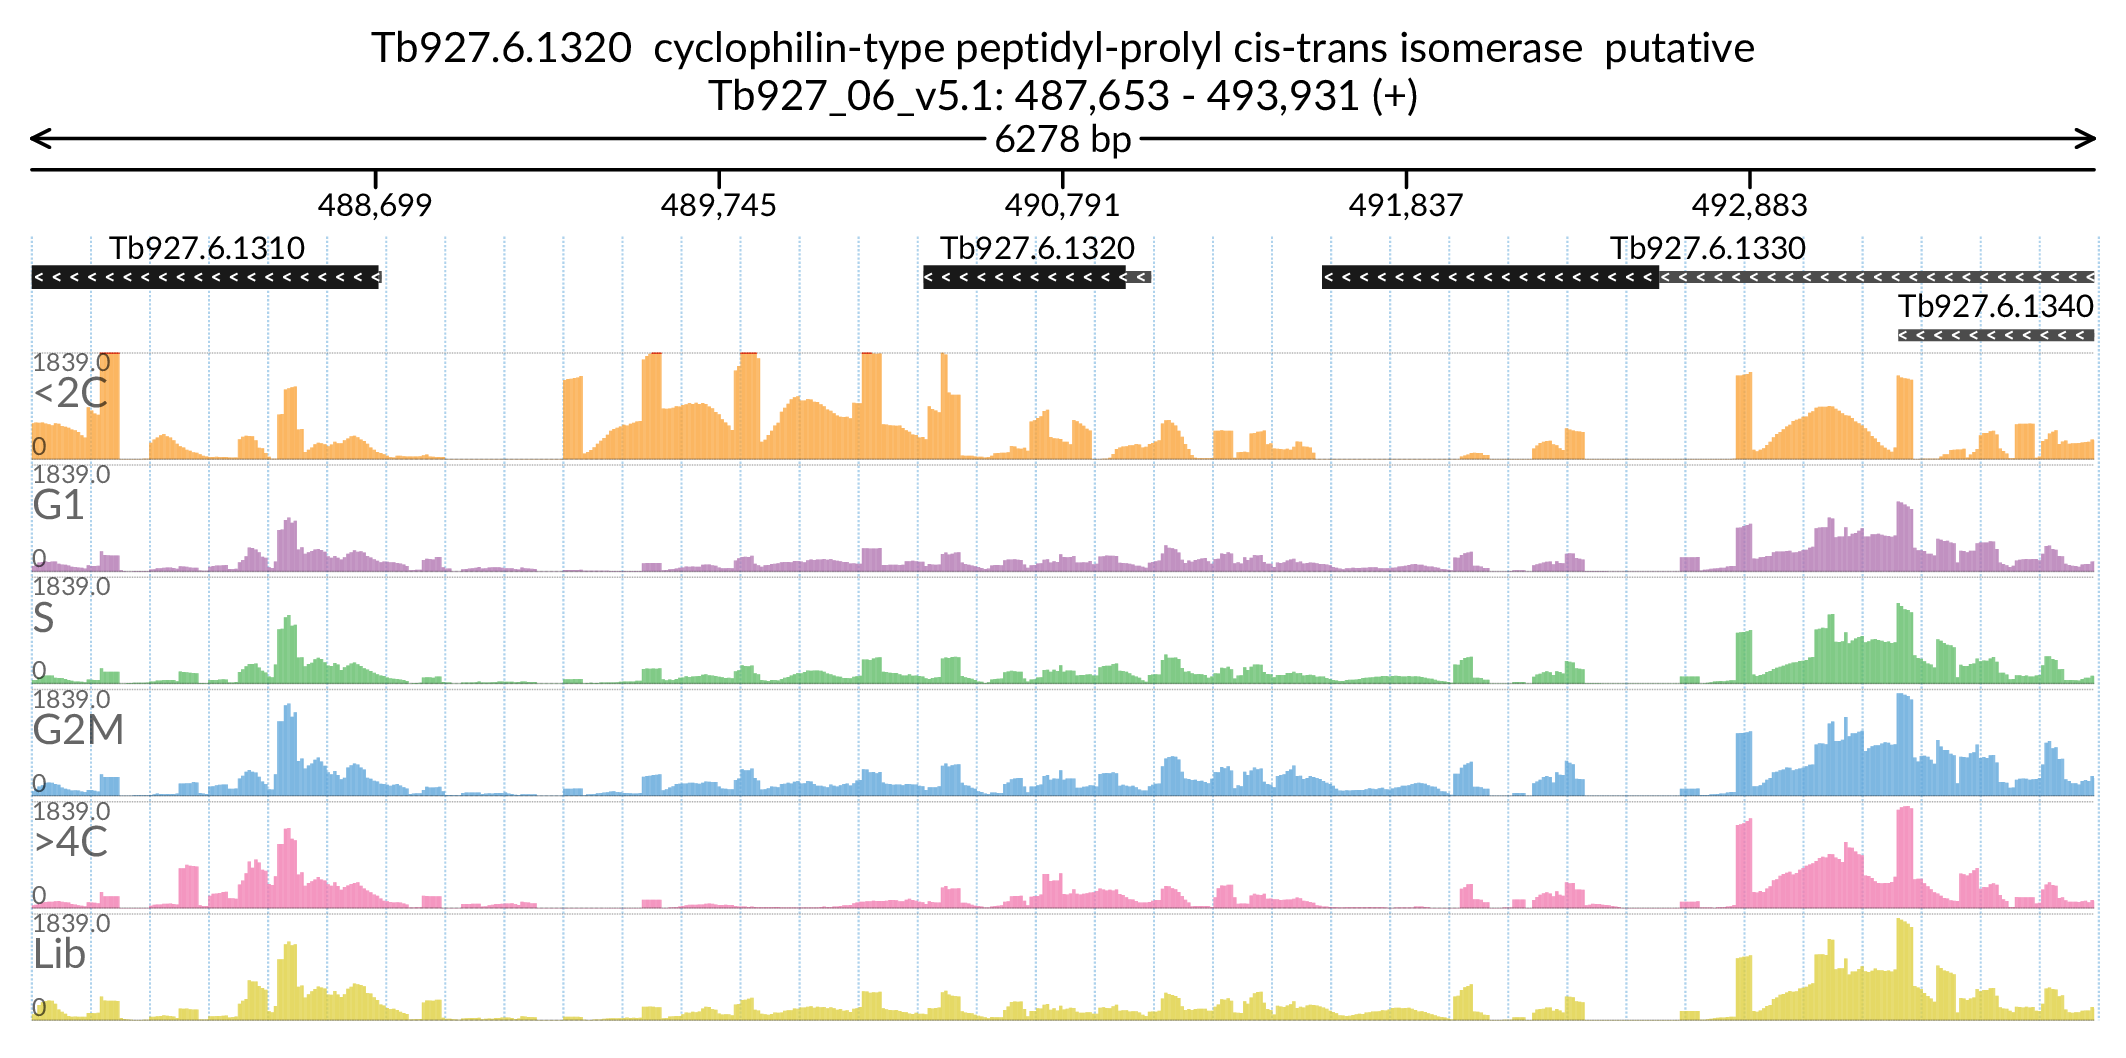 Tb927.6.1320  cyclophilin-type peptidyl-prolyl cis-trans isomerase  putative
Tb927_06_v5.1: 487,653 - 493,931 (+)
6278 bp
488,699 489,745 490,791 491,837 492,883
Tb927.6.1310 Tb927.6.1320 Tb927.6.1330
Tb927.6.1340
1839.0
<2C
0
1839.0
G1
0
1839.0
S
0
1839.0
G2M
0
1839.0
>4C
0
1839.0
Lib
0